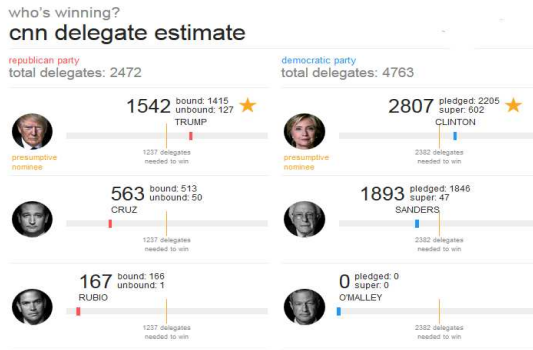 who's winning?
cnn delegate estimate
republican party
total delegates: 2472
1542 bound: 1415
unbound: 127
TRUMP
presumptive
nominee
1237 delegates
needed to win
563 bound: 513
unbound: 50
CRUZ
1237 delegates
needed to win
167 bound: 166
unbound: 1
RUBIO
1237 delegates
needed to win
democratic party
total delegates: 4763
2807 pledged: 2205
super: 602
CLINTON
presumptive
nominee
2382 delegates
needed to win
1893 pledged: 1846
super: 47
SANDERS
2382 delegates
needed to win
0 pledged: 0
super: 0
O'MALLEY
2382 delegates
needed to win